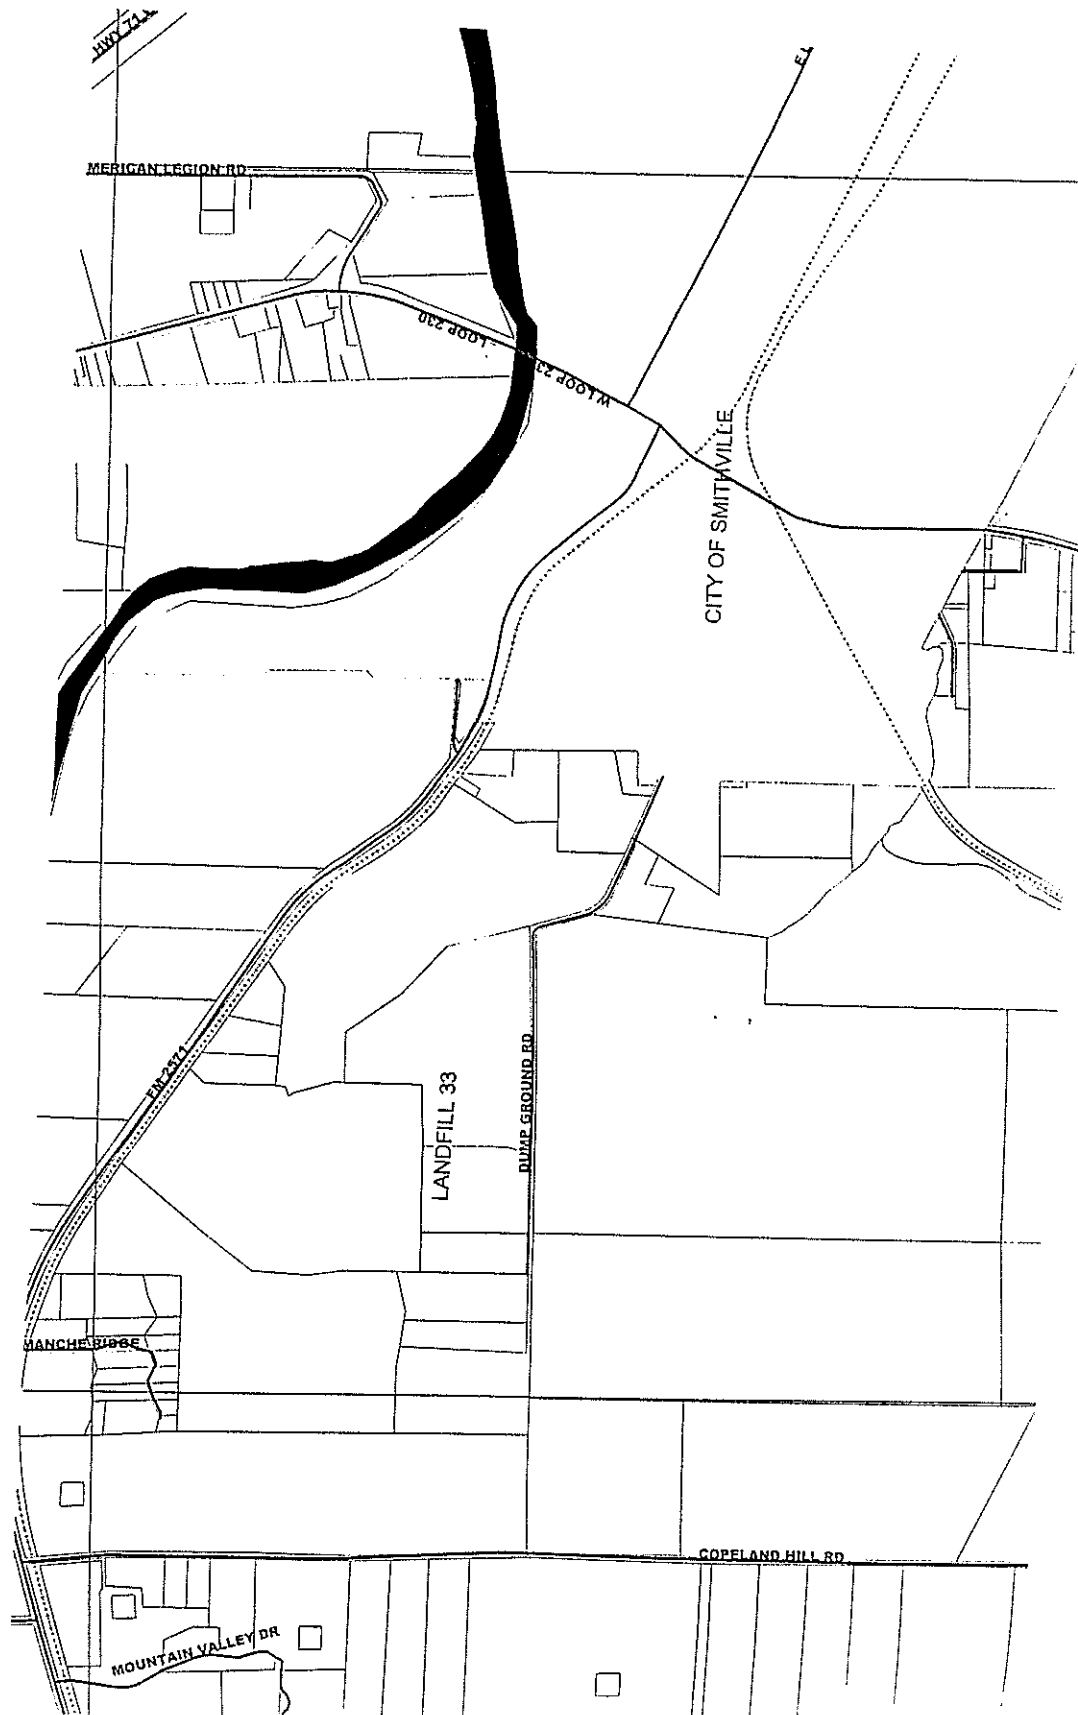 HWY 71
MERICAN LEGION RD
LOOP 230
W LOOP 23
CITY OF SMITHVILLE
FM 2571
LANDFILL 33
DUMP GROUND RD
MANCHE RIDGE
COPELAND HILL RD
MOUNTAIN VALLEY DR